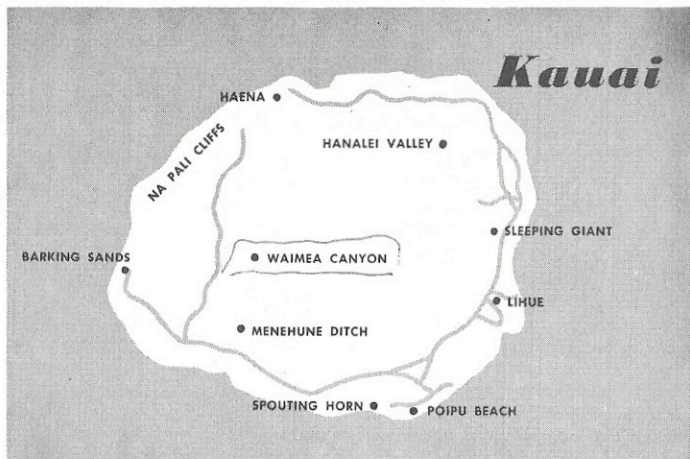 Kauai
HAENA
HANALEI VALLEY
NA PALI CLIFFS
SLEEPING GIANT
BARKING SANDS
WAIMEA CANYON
LIHUE
MENEHUNE DITCH
SPOUTING HORN
POIPU BEACH